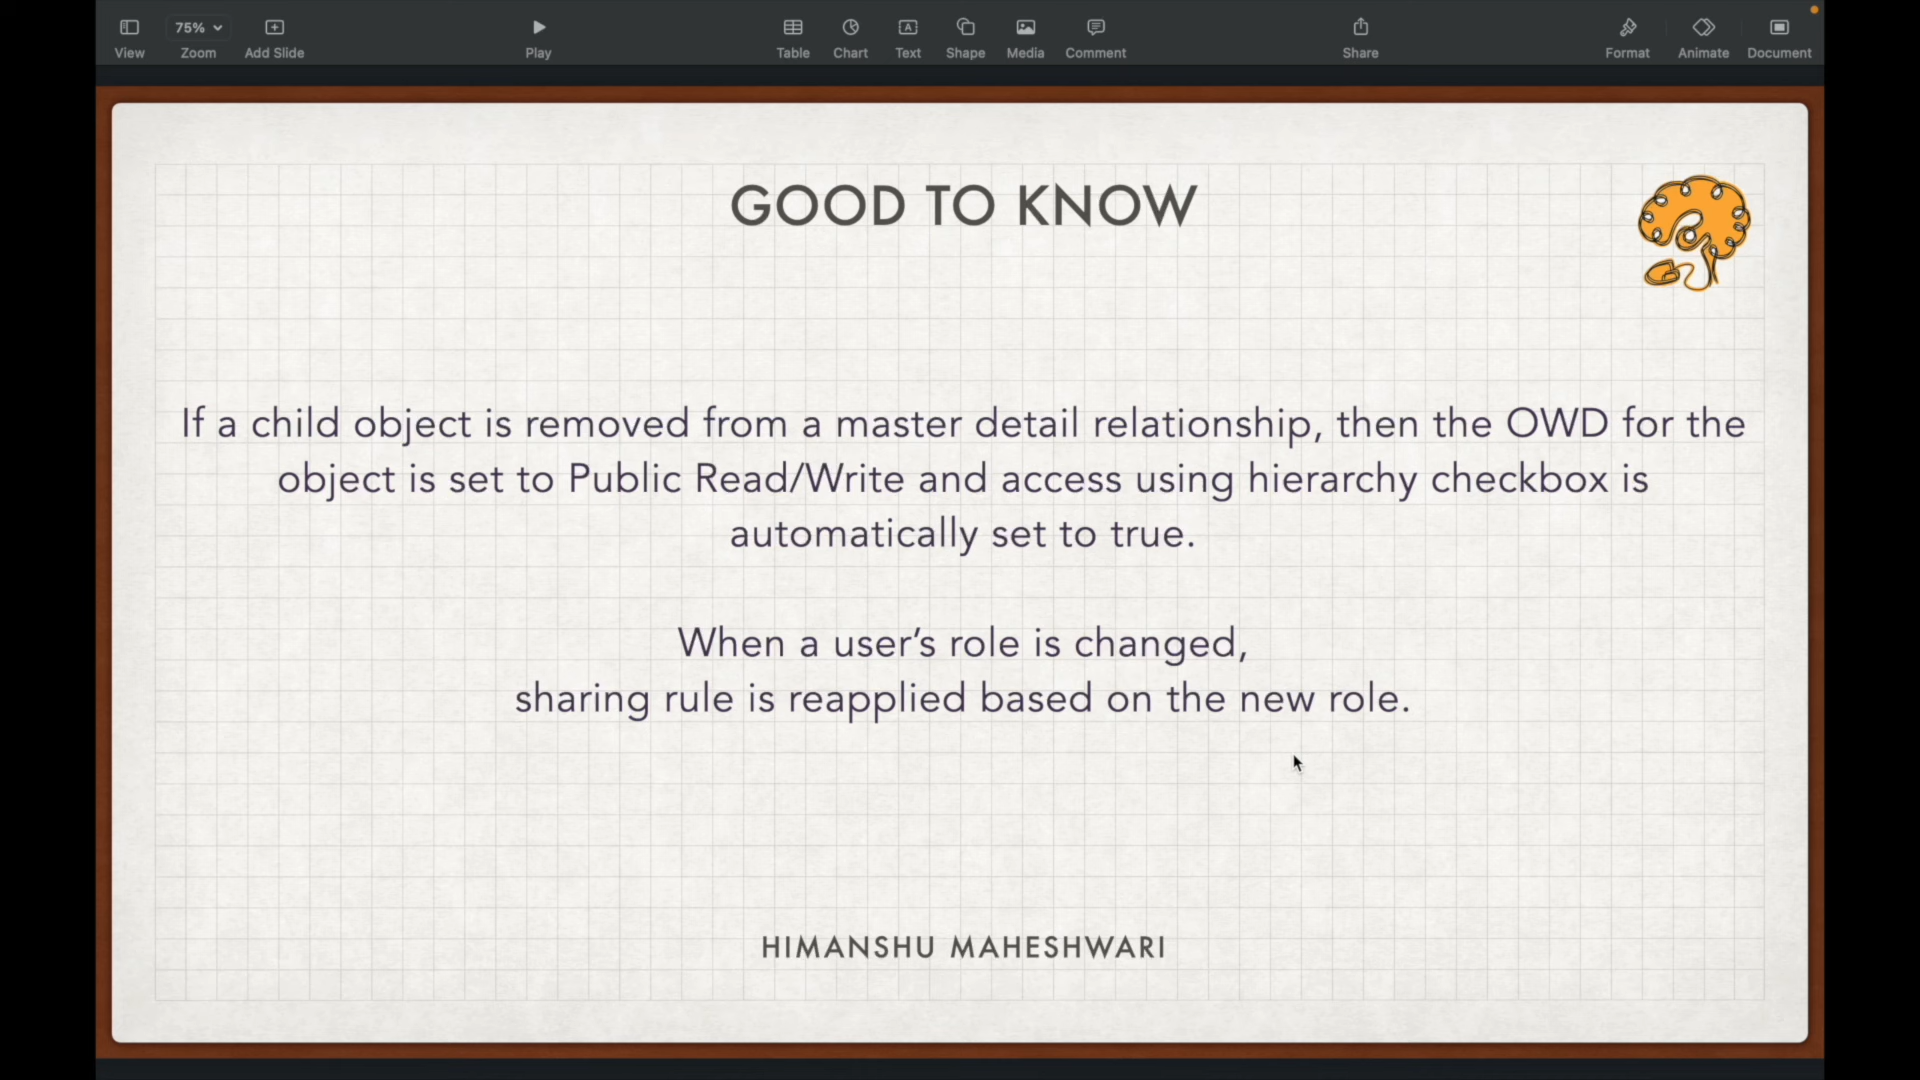 75%
View
Zoom
Add Slide
Play
Table
Chart
Text
Shape
Media
Comment
Share
Format
Animate
Document
GOOD TO KNOW
If a child object is removed from a master detail relationship, then the OWD for the
object is set to Public Read/Write and access using hierarchy checkbox is
automatically set to true.
When a user’s role is changed,
sharing rule is reapplied based on the new role.
HIMANSHU MAHESHWARI